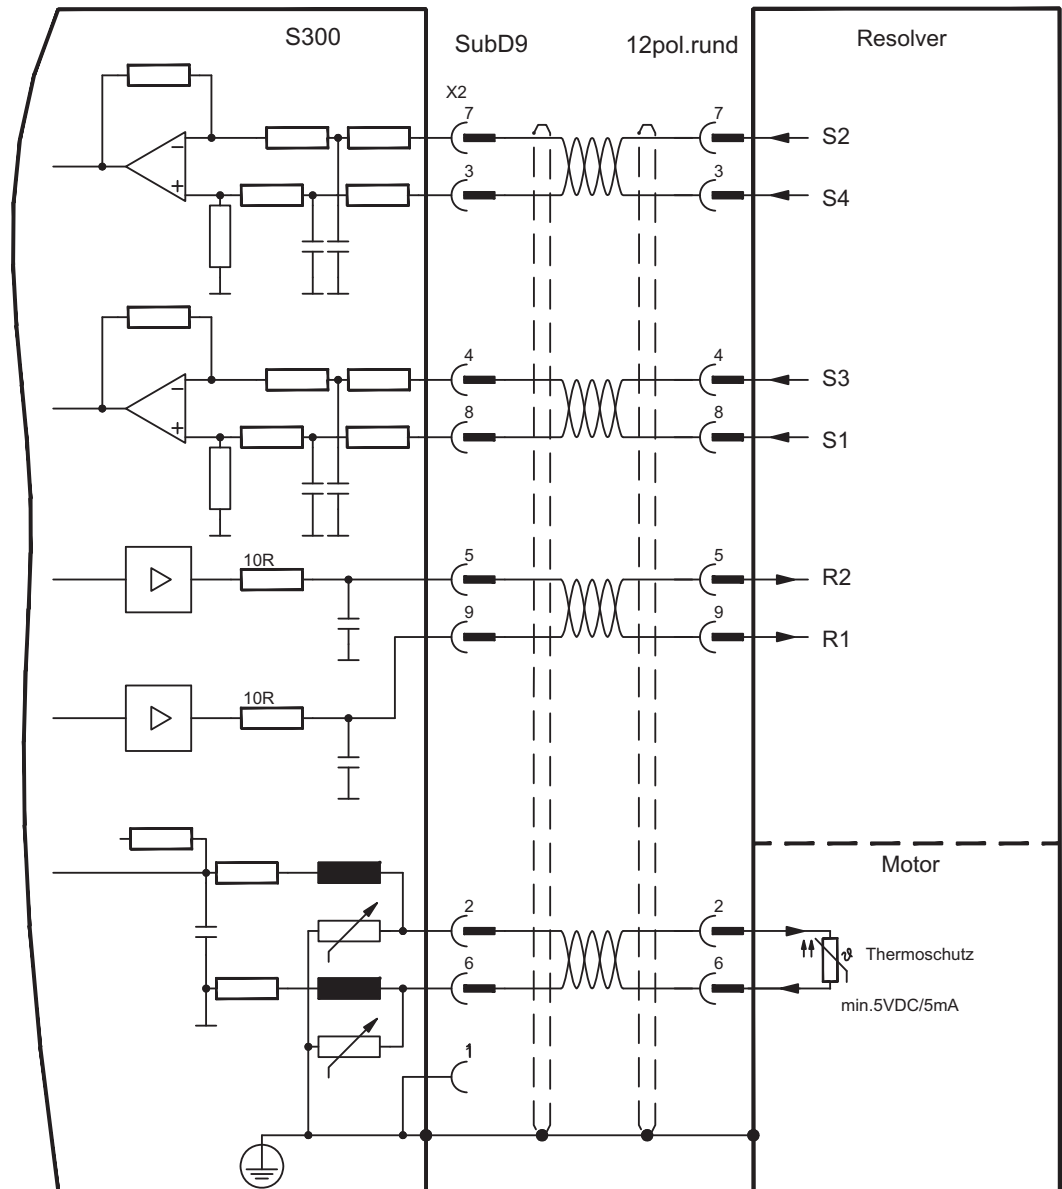 S300 SubD9 12pol.rund Resolver
X2
7 7 S2
− 
3 3 S4
+
4 4 S3
−
8 8 S1
+
10R 5 5 R2
9 9 R1
10R
Motor
2 2
ϑ Thermoschutz
6 6
min.5VDC/5mA
1